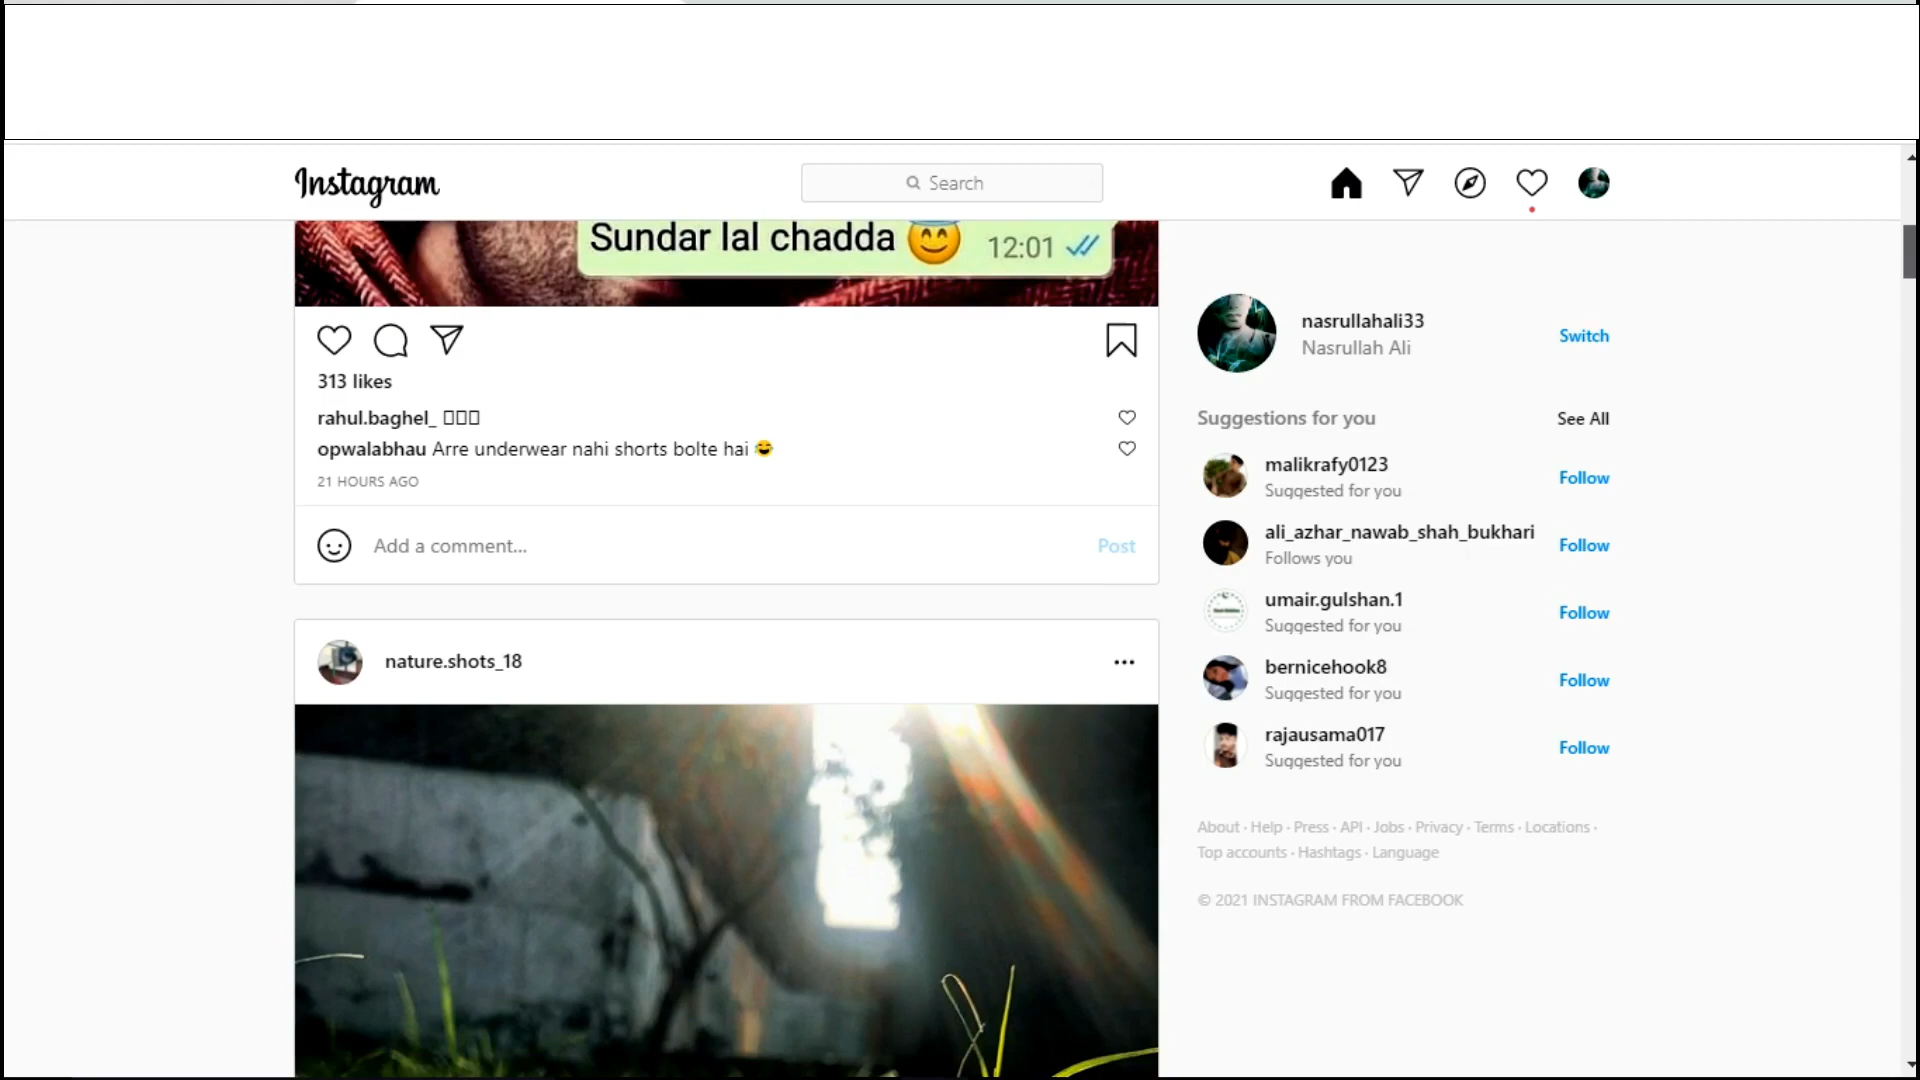 Instagram
Search
Sundar lal chadda 😇 12:01
313 likes
rahul.baghel_ □□□
opwalabhau Arre underwear nahi shorts bolte hai 😂
21 HOURS AGO
Add a comment... Post
nature.shots_18
nasrullahali33
Nasrullah Ali
Switch
Suggestions for you See All
malikrafy0123
Suggested for you
Follow
ali_azhar_nawab_shah_bukhari
Follows you
Follow
umair.gulshan.1
Suggested for you
Follow
bernicehook8
Suggested for you
Follow
rajausama017
Suggested for you
Follow
About · Help · Press · API · Jobs · Privacy · Terms · Locations ·
Top accounts · Hashtags · Language
© 2021 INSTAGRAM FROM FACEBOOK